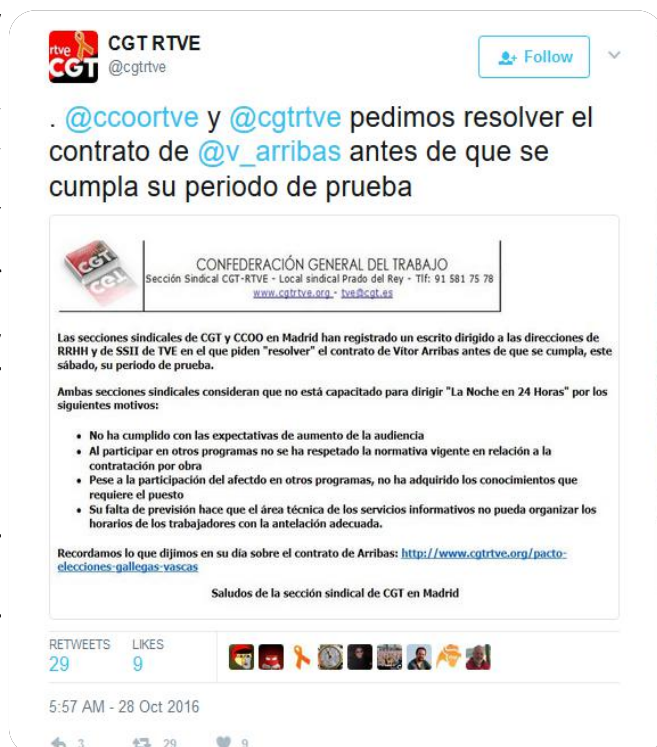 rtve
CGT
CGT RTVE
@cgtrtve
Follow
. @ccoortve y @cgtrtve pedimos resolver el
contrato de @v_arribas antes de que se
cumpla su periodo de prueba
CGT
CGT
CONFEDERACIÓN GENERAL DEL TRABAJO
Sección Sindical CGT-RTVE - Local sindical Prado del Rey - Tlf: 91 581 75 78
www.cgtrtve.org - tve@cgt.es
Las secciones sindicales de CGT y CCOO en Madrid han registrado un escrito dirigido a las direcciones de
RRHH y de SSII de TVE en el que piden "resolver" el contrato de Vítor Arribas antes de que se cumpla, este
sábado, su periodo de prueba.
Ambas secciones sindicales consideran que no está capacitado para dirigir "La Noche en 24 Horas" por los
siguientes motivos:
• No ha cumplido con las expectativas de aumento de la audiencia
• Al participar en otros programas no se ha respetado la normativa vigente en relación a la
contratación por obra
• Pese a la participación del afectdo en otros programas, no ha adquirido los conocimientos que
requiere el puesto
• Su falta de previsión hace que el área técnica de los servicios informativos no pueda organizar los
horarios de los trabajadores con la antelación adecuada.
Recordamos lo que dijimos en su día sobre el contrato de Arribas: http://www.cgtrtve.org/pacto-
elecciones-gallegas-vascas
Saludos de la sección sindical de CGT en Madrid
RETWEETS LIKES
29 9
5:57 AM - 28 Oct 2016
3 29 9